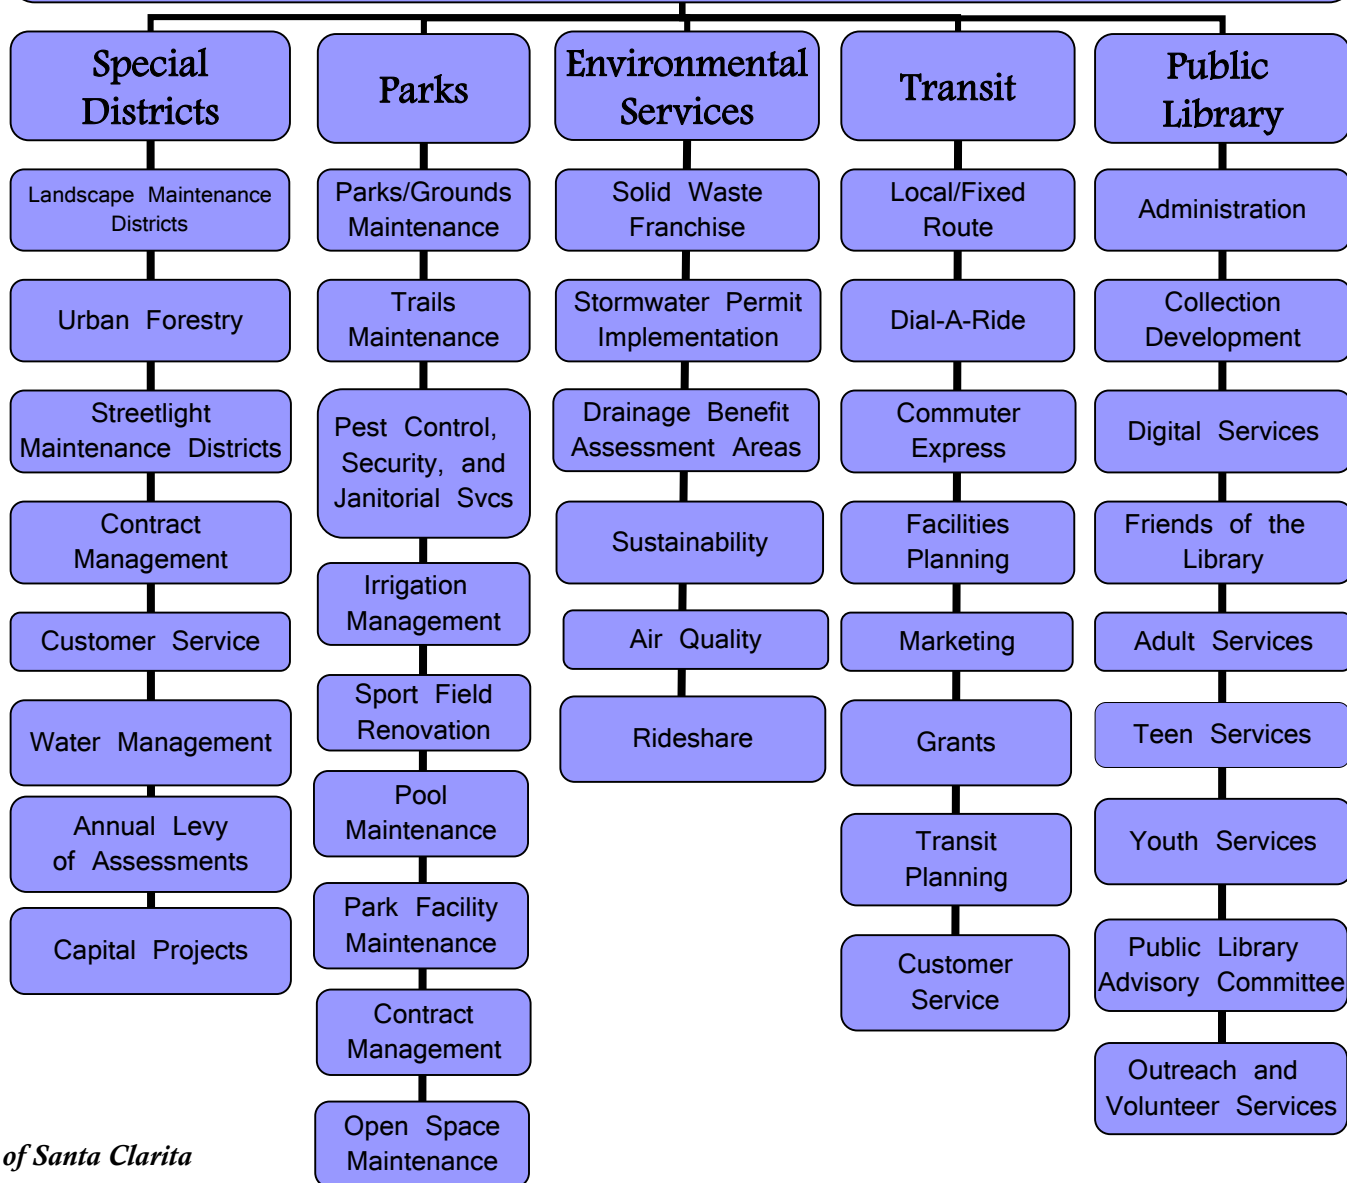 Special
Districts
Landscape Maintenance
Districts
Urban Forestry
Streetlight
Maintenance Districts
Contract
Management
Customer Service
Water Management
Annual Levy
of Assessments
Capital Projects
Parks
Parks/Grounds
Maintenance
Trails
Maintenance
Pest Control,
Security, and
Janitorial Svcs
Irrigation
Management
Sport Field
Renovation
Pool
Maintenance
Park Facility
Maintenance
Contract
Management
Open Space
Maintenance
Environmental
Services
Solid Waste
Franchise
Stormwater Permit
Implementation
Drainage Benefit
Assessment Areas
Sustainability
Air Quality
Rideshare
Transit
Local/Fixed
Route
Dial-A-Ride
Commuter
Express
Facilities
Planning
Marketing
Grants
Transit
Planning
Customer
Service
Public
Library
Administration
Collection
Development
Digital Services
Friends of the
Library
Adult Services
Teen Services
Youth Services
Public Library
Advisory Committee
Outreach and
Volunteer Services
of Santa Clarita